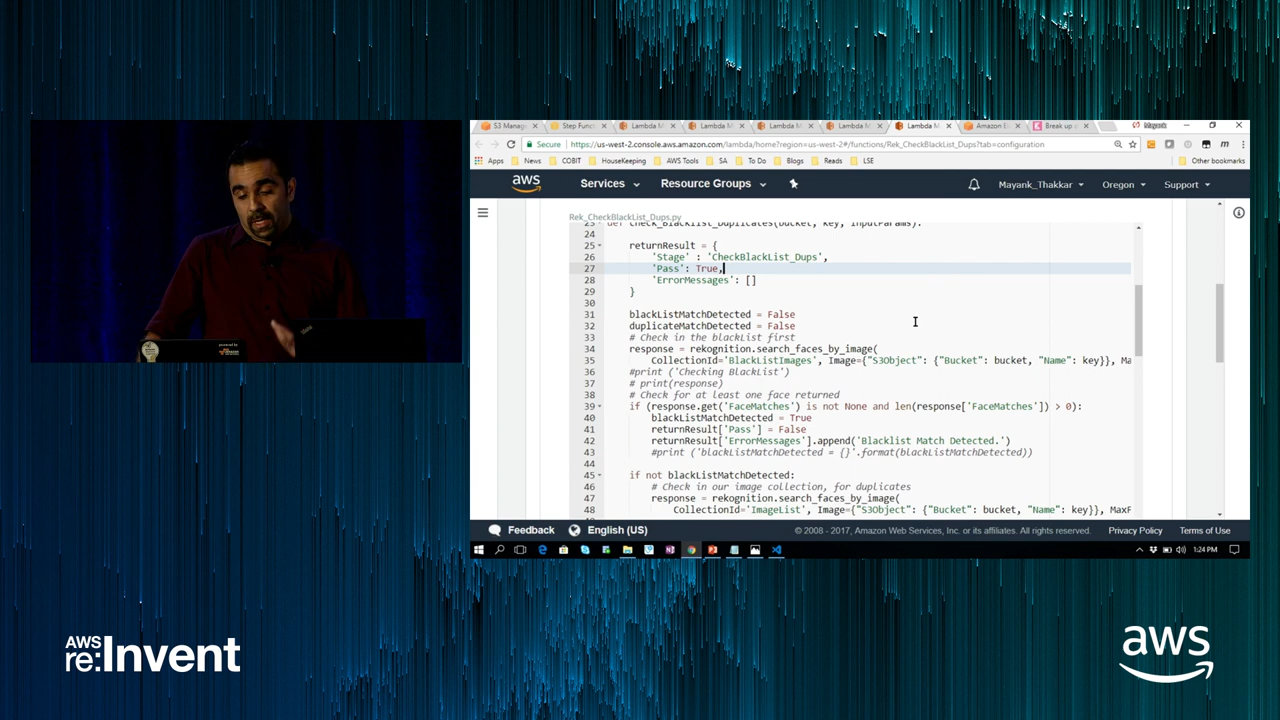 S3 Manag
Step Funct
Lambda M
Lambda M
Lambda M
Lambda M
Lambda M
Amazon E
Break up
Mayank
Secure
https://us-west-2.console.aws.amazon.com/lambda/home?region=us-west-2#/functions/Rek_CheckBlackList_Dups?tab=configuration
Apps News COBIT HouseKeeping AWS Tools SA To Do Blogs Reads LSE Other bookmarks
aws Services Resource Groups Mayank_Thakkar Oregon Support
Rek_CheckBlackList_Dups.py
23 def check_Blacklist_Duplicates(bucket, key, inputParams):
24
25 returnResult = {
26 'Stage' : 'CheckBlackList_Dups',
27 'Pass': True,
28 'ErrorMessages': []
29 }
30
31 blackListMatchDetected = False
32 duplicateMatchDetected = False
33 # Check in the blackList first
34 response = rekognition.search_faces_by_image(
35 CollectionId='BlackListImages', Image={"S3Object": {"Bucket": bucket, "Name": key}}, Ma
36 #print ('Checking BlackList')
37 # print(response)
38 # Check for at least one face returned
39 if (response.get('FaceMatches') is not None and len(response['FaceMatches']) > 0):
40 blackListMatchDetected = True
41 returnResult['Pass'] = False
42 returnResult['ErrorMessages'].append('Blacklist Match Detected.')
43 #print ('blackListMatchDetected = {}'.format(blackListMatchDetected))
44
45 if not blackListMatchDetected:
46 # Check in our image collection, for duplicates
47 response = rekognition.search_faces_by_image(
48 CollectionId='ImageList', Image={"S3Object": {"Bucket": bucket, "Name": key}}, MaxF
Feedback English (US) © 2008 - 2017, Amazon Web Services, Inc. or its affiliates. All rights reserved. Privacy Policy Terms of Use
1:24 PM
AWS
re:Invent
aws